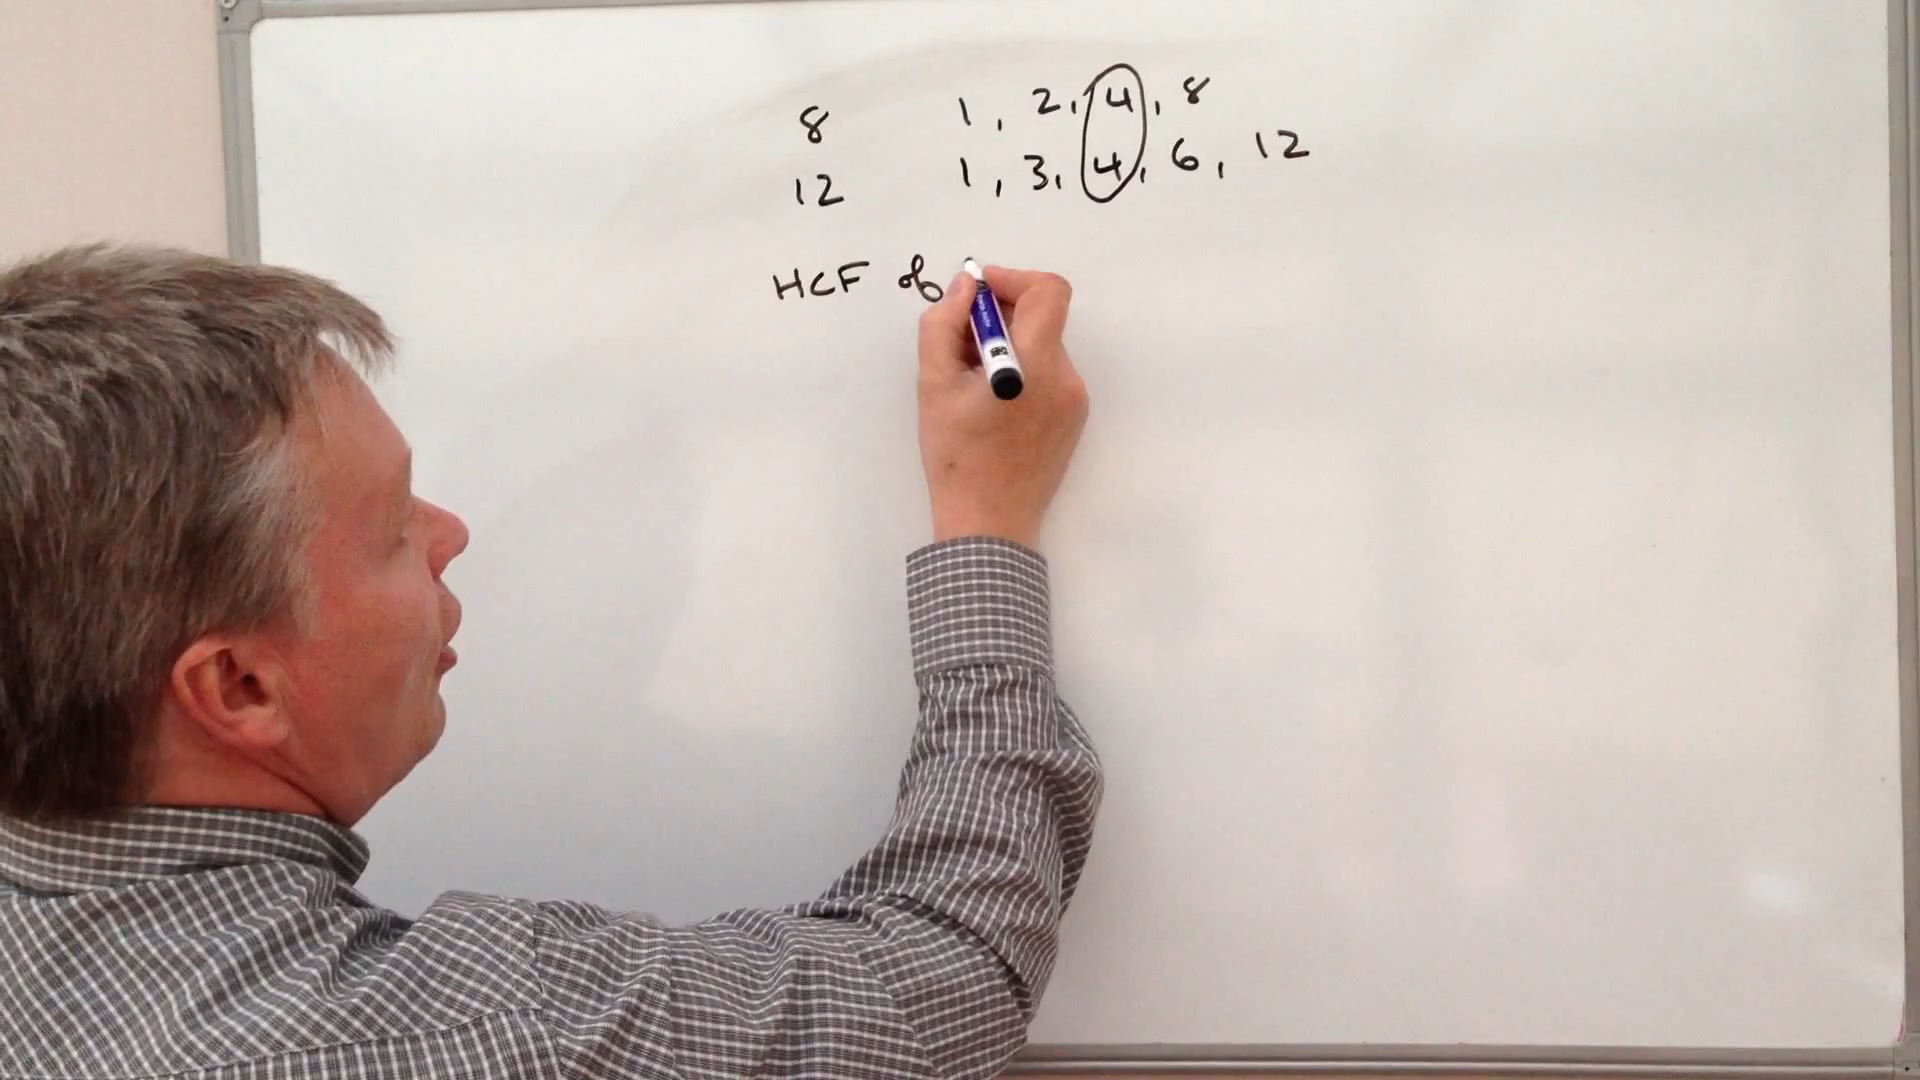 8 1, 2, 4, 8
12 1, 3, 4, 6, 12
HCF of